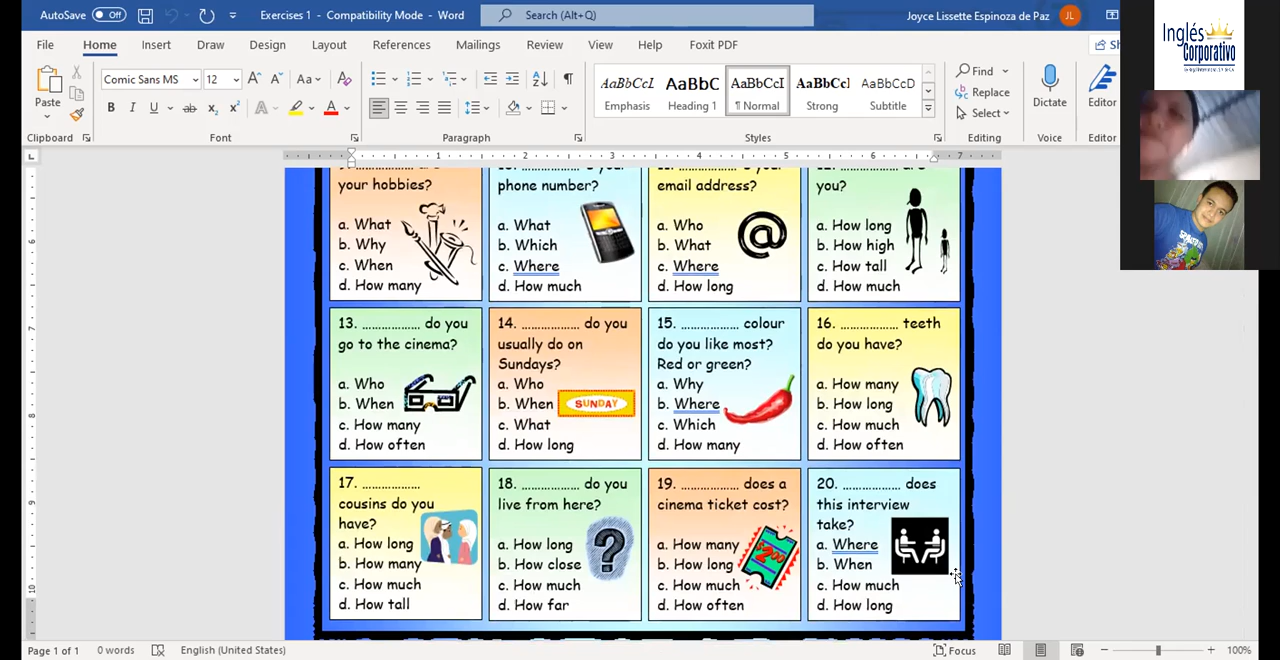 AutoSave Off Exercises 1 - Compatibility Mode - Word Search (Alt+Q) Joyce Lissette Espinoza de Paz JL
File Home Insert Draw Design Layout References Mailings Review View Help Foxit PDF
Comic Sans MS 12
Paste
Clipboard Font Paragraph Styles Editing Voice Editor
AaBbCcI AaBbC AaBbCcI AaBbCcI AaBbCcD
Emphasis Heading 1 ¶ Normal Strong Subtitle
Find
Replace
Select
Dictate
Editor
Inglés
Corporativo
your hobbies?
a. What
b. Why
c. When
d. How many
phone number?
a. What
b. Which
c. Where
d. How much
email address?
a. Who
b. What
c. Where
d. How long
you?
a. How long
b. How high
c. How tall
d. How much
13. .................. do you
go to the cinema?
a. Who
b. When
c. How many
d. How often
14. .................. do you
usually do on
Sundays?
a. Who
b. When
c. What
d. How long
SUNDAY
15. .................. colour
do you like most?
Red or green?
a. Why
b. Where
c. Which
d. How many
16. .................. teeth
do you have?
a. How many
b. How long
c. How much
d. How often
17. ..................
cousins do you
have?
a. How long
b. How many
c. How much
d. How tall
18. .................. do you
live from here?
a. How long
b. How close
c. How much
d. How far
?
19. .................. does a
cinema ticket cost?
a. How many
b. How long
c. How much
d. How often
$2.00
20. .................. does
this interview
take?
a. Where
b. When
c. How much
d. How long
Page 1 of 1 0 words English (United States) Focus 100%